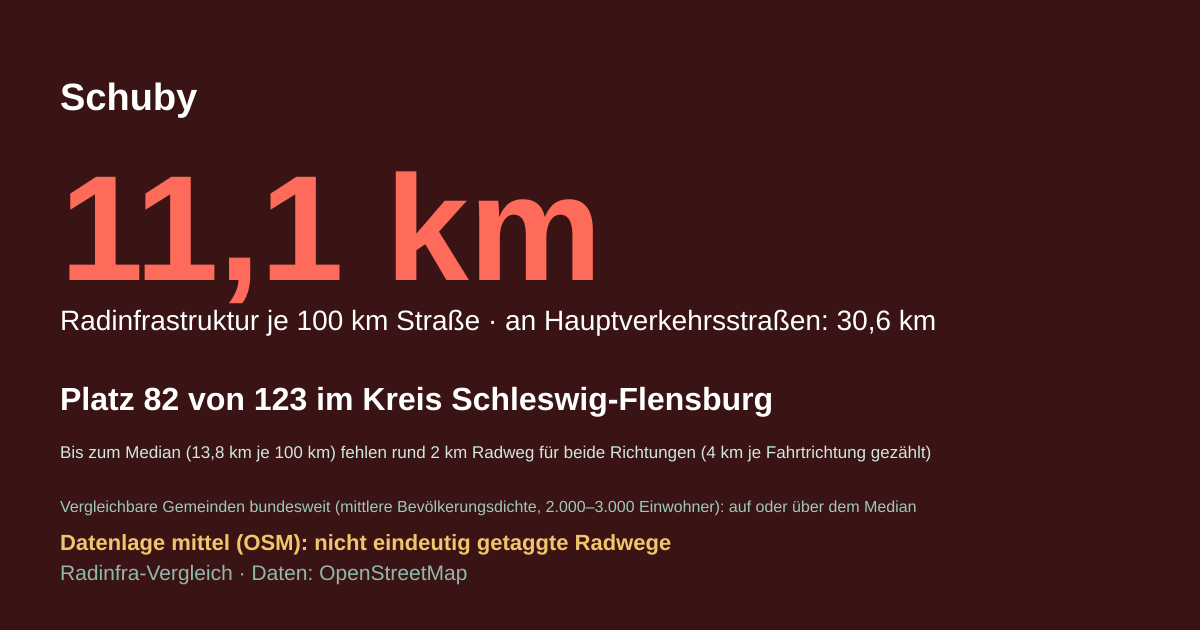 Schuby
11,1 km
Radinfrastruktur je 100 km Straße · an Hauptverkehrsstraßen: 30,6 km
Platz 82 von 123 im Kreis Schleswig-Flensburg
Bis zum Median (13,8 km je 100 km) fehlen rund 2 km Radweg für beide Richtungen (4 km je Fahrtrichtung gezählt)
Vergleichbare Gemeinden bundesweit (mittlere Bevölkerungsdichte, 2.000–3.000 Einwohner): auf oder über dem Median
Datenlage mittel (OSM): nicht eindeutig getaggte Radwege
Radinfra-Vergleich · Daten: OpenStreetMap